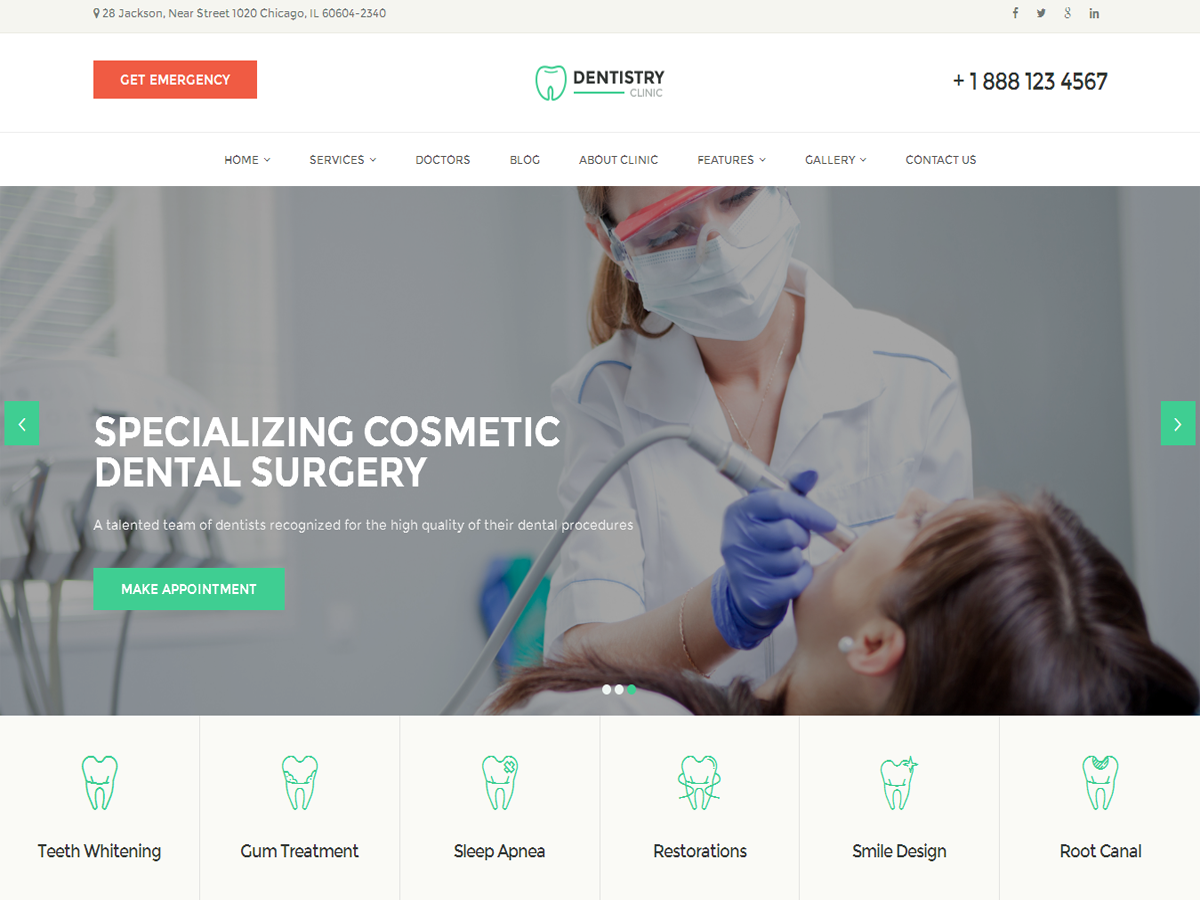 28 Jackson, Near Street 1020 Chicago, IL 60604-2340
GET EMERGENCY
DENTISTRY
CLINIC
+ 1 888 123 4567
HOME SERVICES DOCTORS BLOG ABOUT CLINIC FEATURES GALLERY CONTACT US
SPECIALIZING COSMETIC
DENTAL SURGERY
A talented team of dentists recognized for the high quality of their dental procedures
MAKE APPOINTMENT
Teeth Whitening
Gum Treatment
Sleep Apnea
Restorations
Smile Design
Root Canal